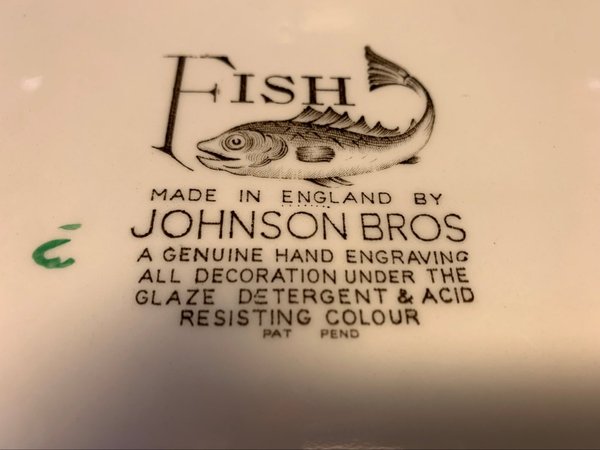 FISH
MADE IN ENGLAND BY
JOHNSON BROS
A GENUINE HAND ENGRAVING
ALL DECORATION UNDER THE
GLAZE DETERGENT & ACID
RESISTING COLOUR
PAT PEND